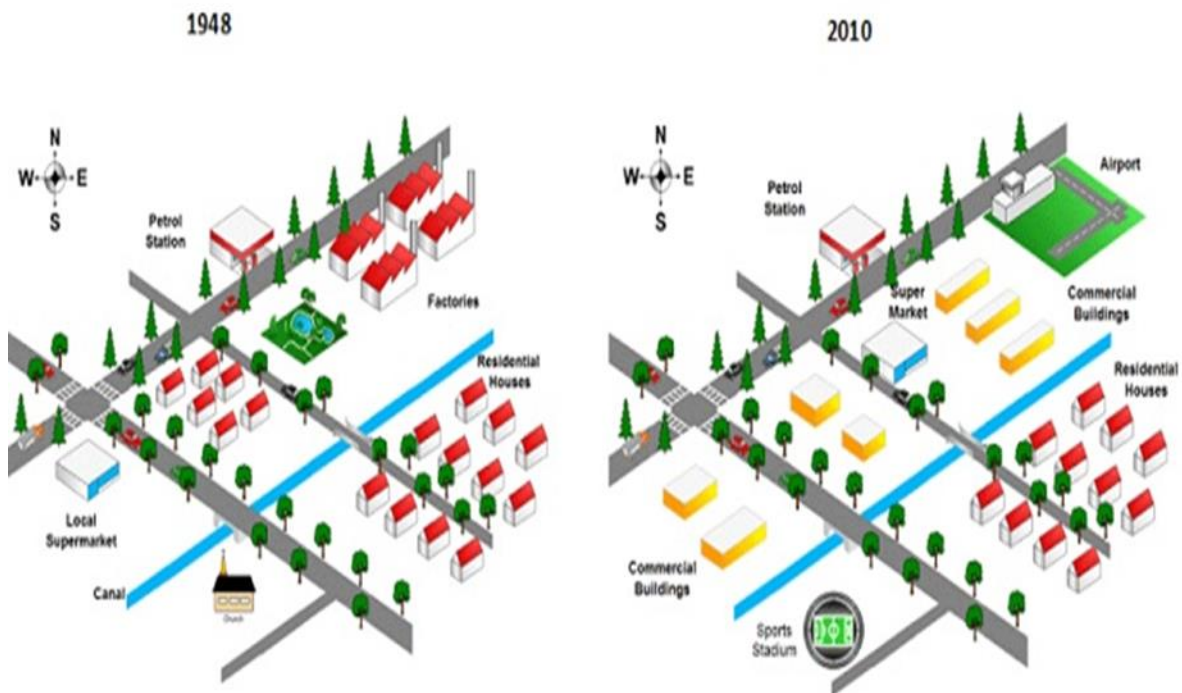 1948
N
W E
S
Petrol
Station
Factories
Residential
Houses
Local
Supermarket
Canal
Church
2010
N
W E
S
Petrol
Station
Airport
Super
Market
Commercial
Buildings
Residential
Houses
Commercial
Buildings
Sports
Stadium